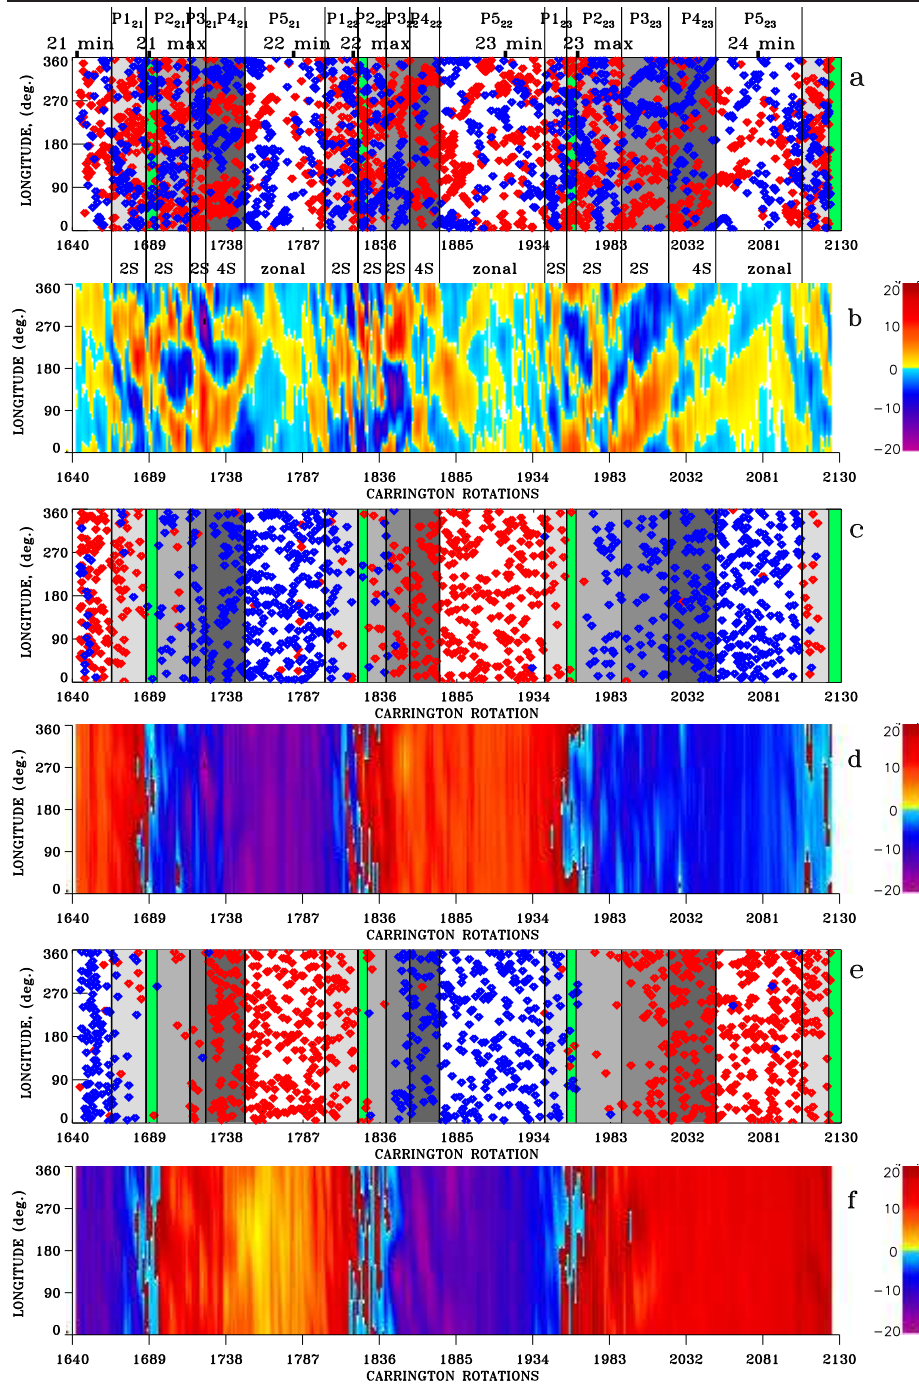 P1₂₁ P2₂₁ P3₂₁ P4₂₁ P5₂₁ P1₂₂ P2₂₂ P3₂₂ P4₂₂ P5₂₂ P1₂₃ P2₂₃ P3₂₃ P4₂₃ P5₂₃
21 min 21 max 22 min 22 max 23 min 23 max 24 min
360
270
180
90
0
LONGITUDE, (deg.)
a
1640 1689 1738 1787 1836 1885 1934 1983 2032 2081 2130
2S 2S 2S 4S zonal 2S 2S 2S 4S zonal 2S 2S 2S 4S zonal
360
270
180
90
0
LONGITUDE (deg.)
b
20
10
0
−10
−20
1640 1689 1738 1787 1836 1885 1934 1983 2032 2081 2130
CARRINGTON ROTATIONS
360
270
180
90
0
LONGITUDE, (deg.)
c
1640 1689 1738 1787 1836 1885 1934 1983 2032 2081 2130
CARRINGTON ROTATION
360
270
180
90
0
LONGITUDE (deg.)
d
20
10
0
−10
−20
1640 1689 1738 1787 1836 1885 1934 1983 2032 2081 2130
CARRINGTON ROTATIONS
360
270
180
90
0
LONGITUDE, (deg.)
e
1640 1689 1738 1787 1836 1885 1934 1983 2032 2081 2130
CARRINGTON ROTATION
360
270
180
90
0
LONGITUDE (deg.)
f
20
10
0
−10
−20
1640 1689 1738 1787 1836 1885 1934 1983 2032 2081 2130
CARRINGTON ROTATIONS